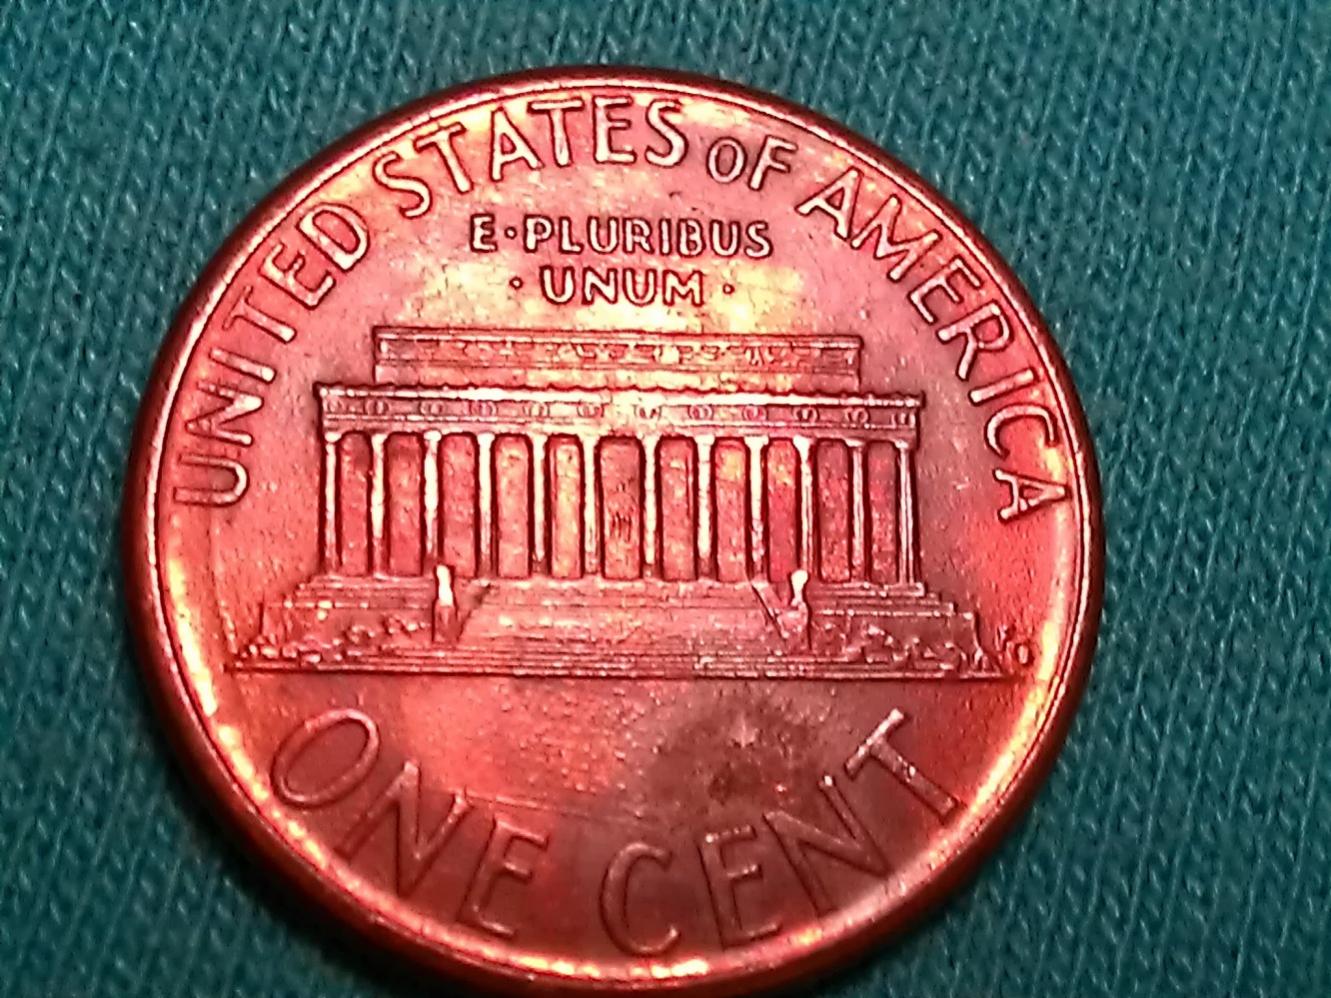 UNITED STATES OF AMERICA
E·PLURIBUS
·UNUM·
ONE CENT